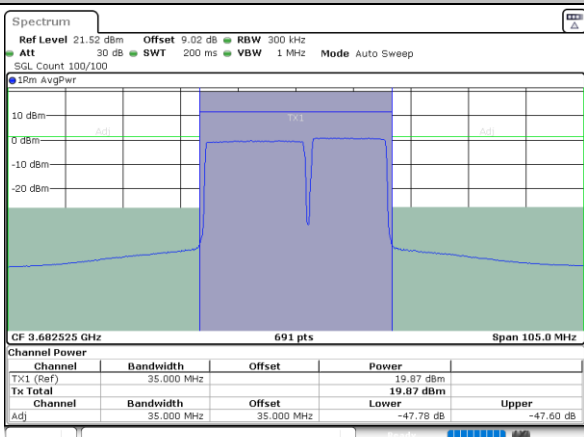 Spectrum
Ref Level 21.52 dBm Offset 9.02 dB RBW 300 kHz
Att 30 dB SWT 200 ms VBW 1 MHz Mode Auto Sweep
SGL Count 100/100
1Rm AvgPwr
10 dBm
TX1
Adj Adj
0 dBm
-10 dBm
-20 dBm
CF 3.682525 GHz 691 pts Span 105.0 MHz
Channel Power
Channel Bandwidth Offset Power
TX1 (Ref) 35.000 MHz 19.87 dBm
Tx Total 19.87 dBm
Channel Bandwidth Offset Lower Upper
Adj 35.000 MHz 35.000 MHz -47.78 dB -47.60 dB